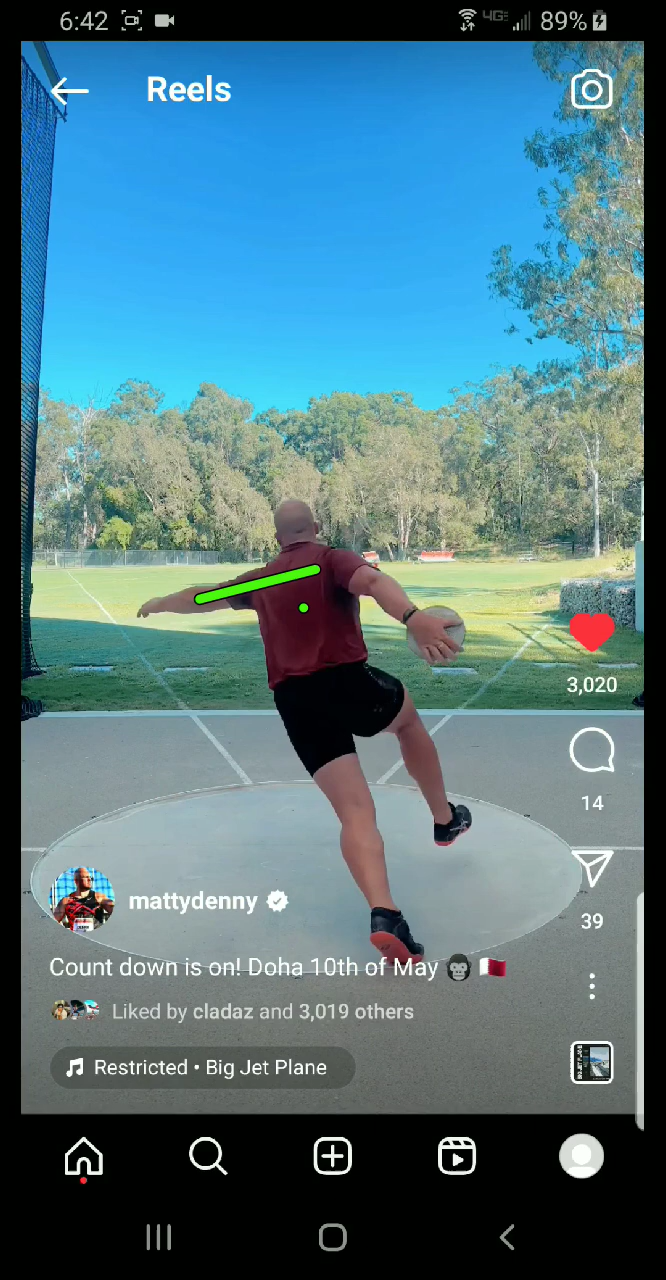 6:42
4GE
89%
Reels
3,020
14
mattydenny
39
Count down is on! Doha 10th of May
Liked by cladaz and 3,019 others
Restricted • Big Jet Plane